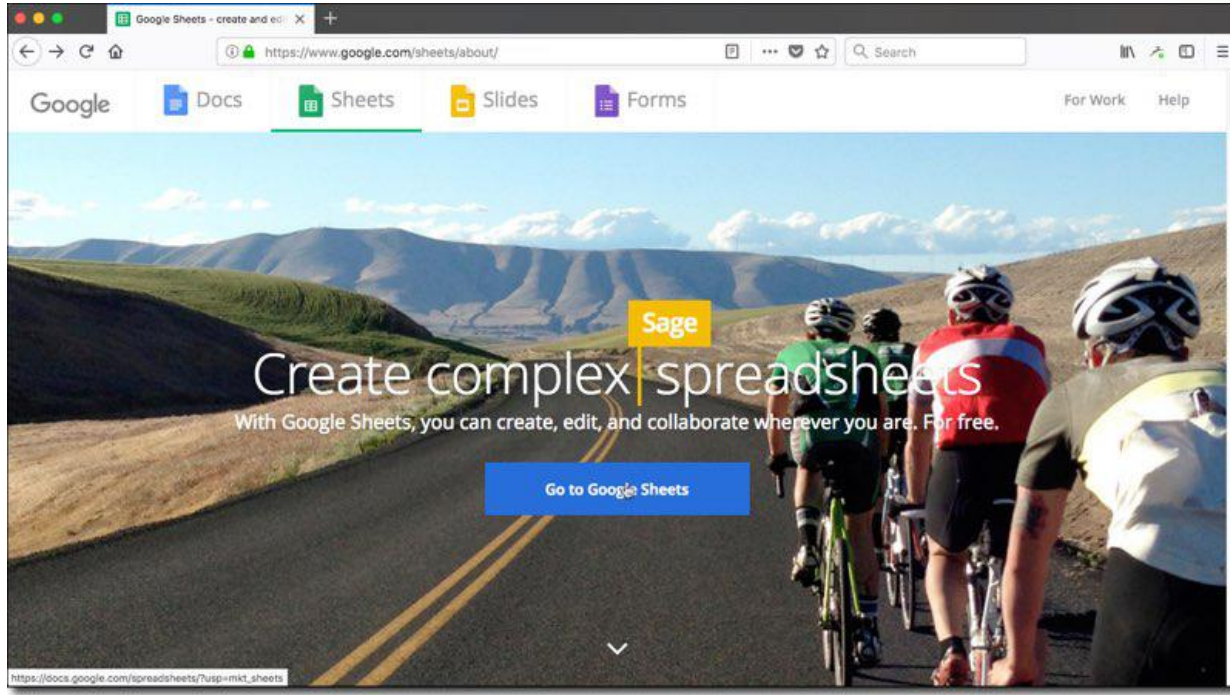 Google Sheets - create and edi
https://www.google.com/sheets/about/
Search
Google
Docs
Sheets
Slides
Forms
For Work
Help
Sage
Create complex spreadsheets
With Google Sheets, you can create, edit, and collaborate wherever you are. For free.
Go to Google Sheets
https://docs.google.com/spreadsheets/?usp=mkt_sheets